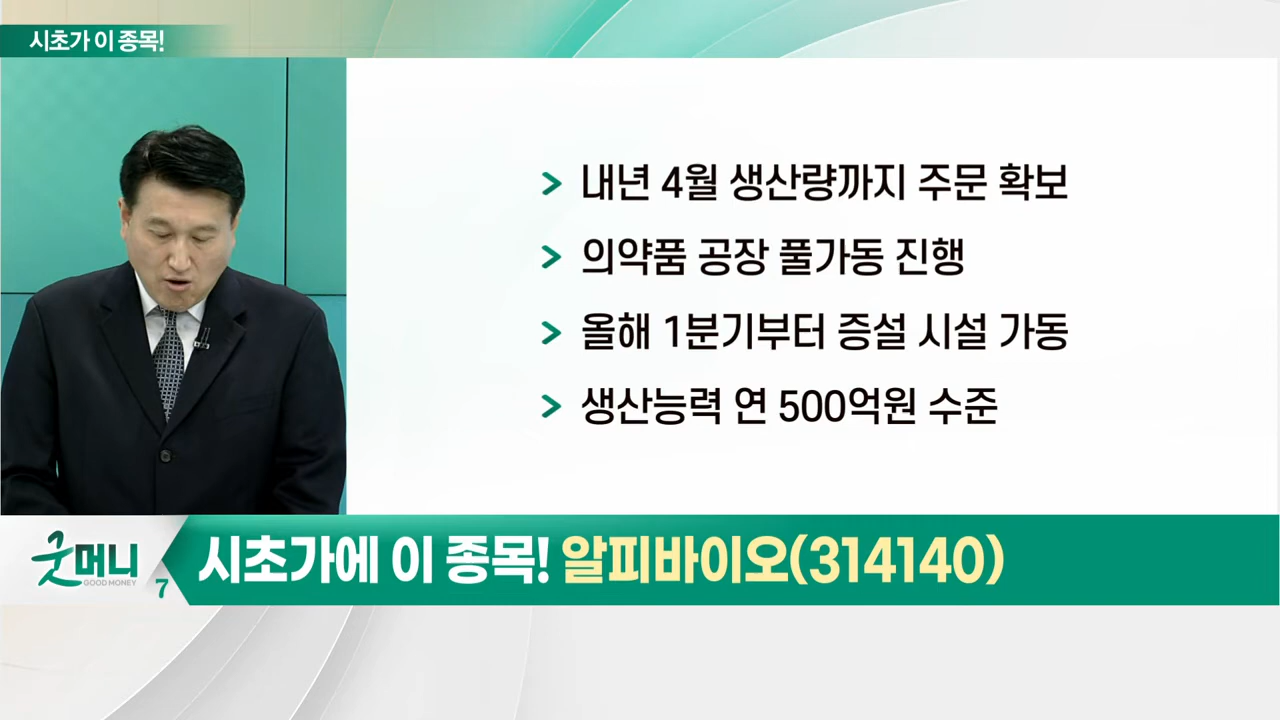 시초가 이 종목!
> 내년 4월 생산량까지 주문 확보
> 의약품 공장 풀가동 진행
> 올해 1분기부터 증설 시설 가동
> 생산능력 연 500억원 수준
굿머니
GOOD MONEY
7
시초가에 이 종목! 알피바이오(314140)